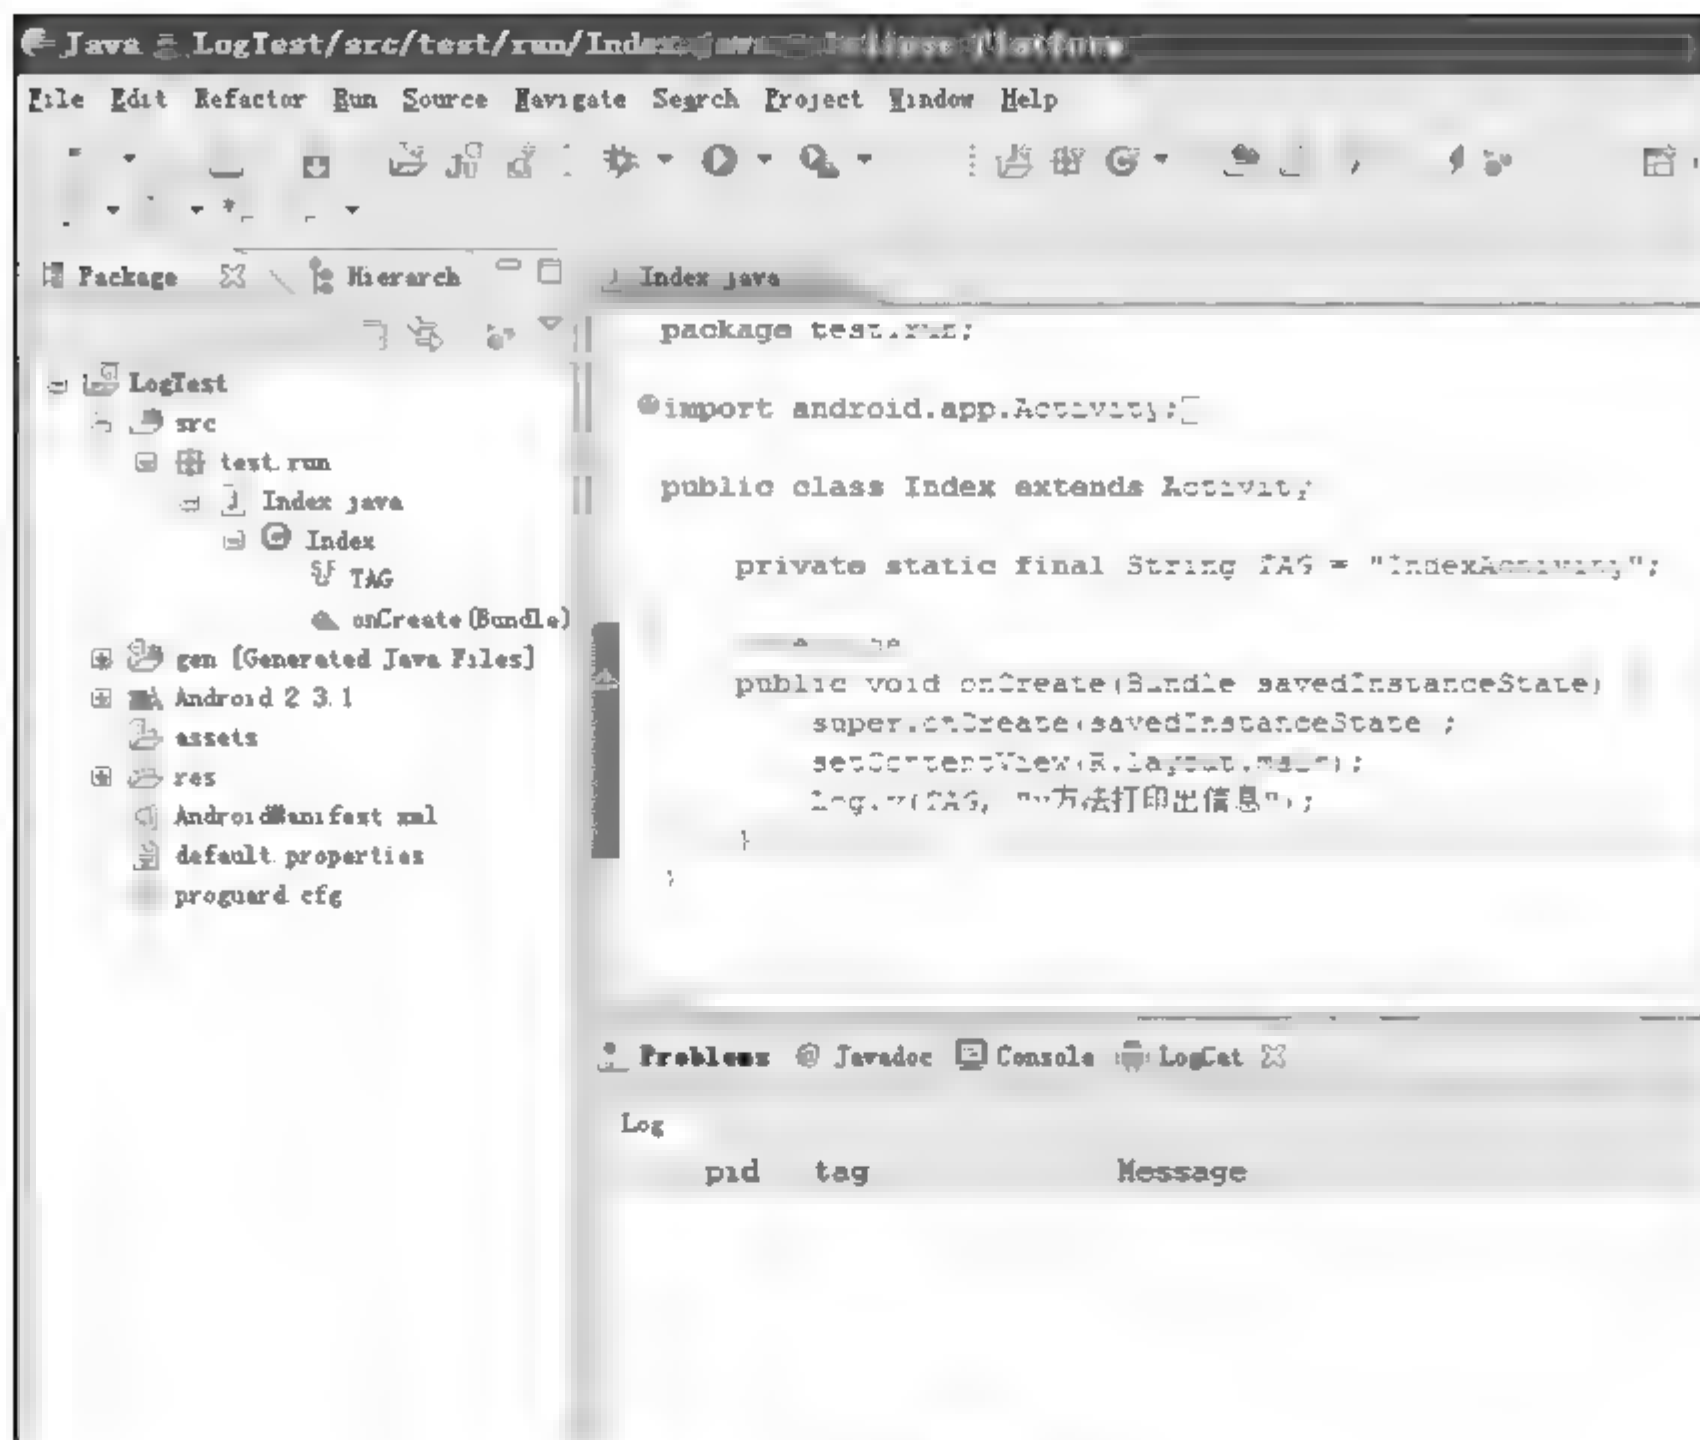 Java - LogTest/src/test/run/Index.java - Eclipse Platform
File Edit Refactor Run Source Navigate Search Project Window Help
Package Hierarch
LogTest
src
test.run
Index.java
Index
TAG
onCreate(Bundle)
gen [Generated Java Files]
Android 2.3.1
assets
res
AndroidManifest.xml
default.properties
proguard.cfg
Index.java
package test.run;
import android.app.Activity;
public class Index extends Activity
private static final String TAG = "IndexActivity";
public void onCreate(Bundle savedInstanceState)
super.onCreate(savedInstanceState);
setContentView(R.layout.main);
Log.v(TAG, "v方法打印出信息");
}
}
Problems @ Javadoc Console LogCat
Log
pid tag Message